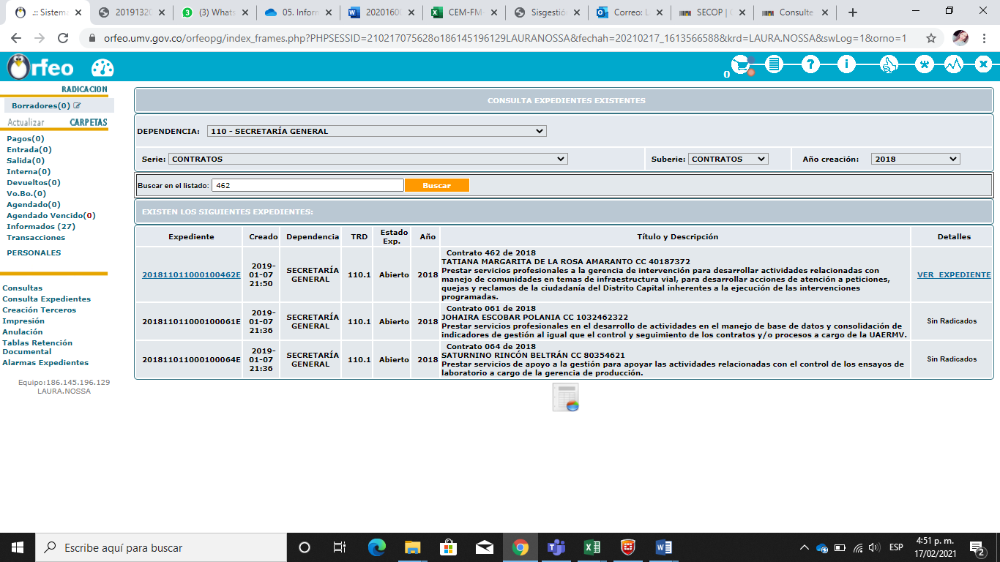 .:: Sistema
20191320
(3) Whats
05. Inform
202016000
CEM-FM-
Sisgestión
Correo: L
SECOP | C
Consulte
orfeo.umv.gov.co/orfeopg/index_frames.php?PHPSESSID=210217075628o186145196129LAURANOSSA&fechah=20210217_1613566588&krd=LAURA.NOSSA&swLog=1&orno=1
Orfeo
0
RADICACION
Borradores(0)
Actualizar CARPETAS
Pagos(0)
Entrada(0)
Salida(0)
Interna(0)
Devueltos(0)
Vo.Bo.(0)
Agendado(0)
Agendado Vencido(0)
Informados (27)
Transacciones
PERSONALES
Consultas
Consulta Expedientes
Creación Terceros
Impresión
Anulación
Tablas Retención
Documental
Alarmas Expedientes
Equipo:186.145.196.129
LAURA.NOSSA
CONSULTA EXPEDIENTES EXISTENTES
DEPENDENCIA: 110 - SECRETARÍA GENERAL
Serie: CONTRATOS Suberie: CONTRATOS Año creación: 2018
Buscar en el listado: 462 Buscar
EXISTEN LOS SIGUIENTES EXPEDIENTES:
Expediente Creado Dependencia TRD Estado Exp. Año Título y Descripción Detalles
201811011000100462E 2019-01-07 21:50 SECRETARÍA GENERAL 110.1 Abierto 2018
Contrato 462 de 2018
TATIANA MARGARITA DE LA ROSA AMARANTO CC 40187372
Prestar servicios profesionales a la gerencia de intervención para desarrollar actividades relacionadas con
manejo de comunidades en temas de infraestructura vial, para desarrollar acciones de atención a peticiones,
quejas y reclamos de la ciudadanía del Distrito Capital inherentes a la ejecución de las intervenciones
programadas.
VER_EXPEDIENTE
201811011000100061E 2019-01-07 21:36 SECRETARÍA GENERAL 110.1 Abierto 2018
Contrato 061 de 2018
JOHAIRA ESCOBAR POLANIA CC 1032462322
Prestar servicios profesionales en el desarrollo de actividades en el manejo de base de datos y consolidación de
indicadores de gestión al igual que el control y seguimiento de los contratos y/o procesos a cargo de la UAERMV.
Sin Radicados
201811011000100064E 2019-01-07 21:36 SECRETARÍA GENERAL 110.1 Abierto 2018
Contrato 064 de 2018
SATURNINO RINCÓN BELTRÁN CC 80354621
Prestar servicios de apoyo a la gestión para apoyar las actividades relacionadas con el control de los ensayos de
laboratorio a cargo de la gerencia de producción.
Sin Radicados
Escribe aquí para buscar
ESP
4:51 p. m.
17/02/2021
2